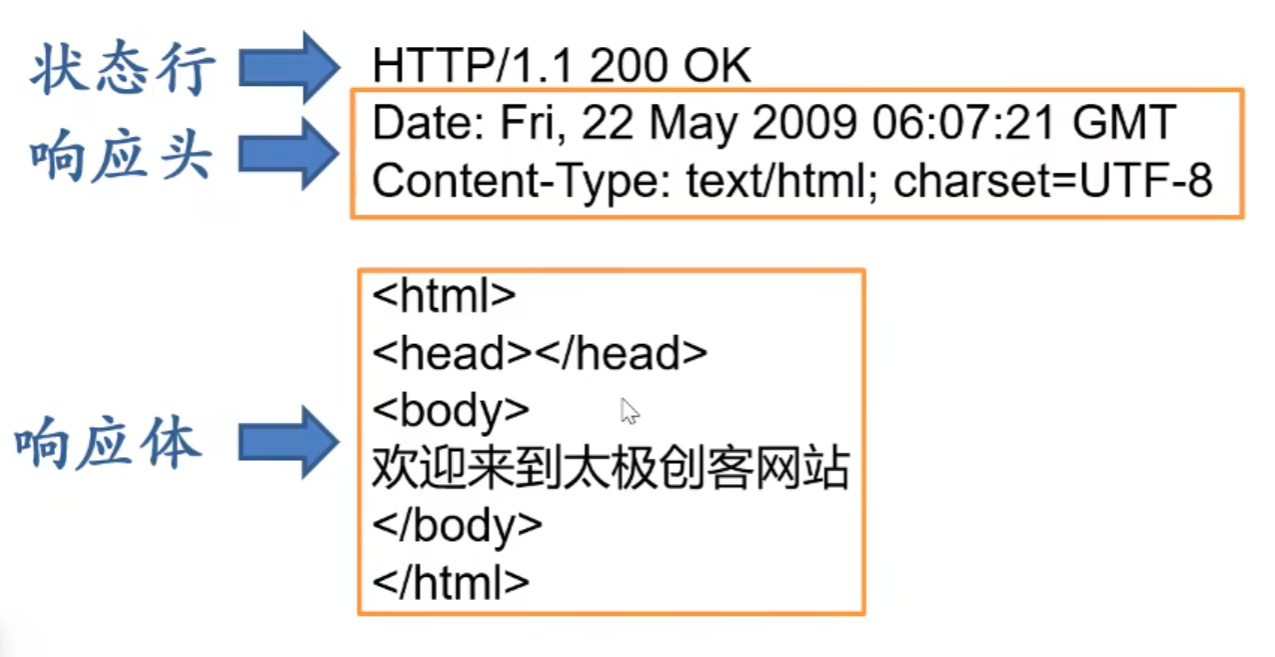 状态行
HTTP/1.1 200 OK
响应头
Date: Fri, 22 May 2009 06:07:21 GMT
Content-Type: text/html; charset=UTF-8
响应体
<html>
<head></head>
<body>
欢迎来到太极创客网站
</body>
</html>